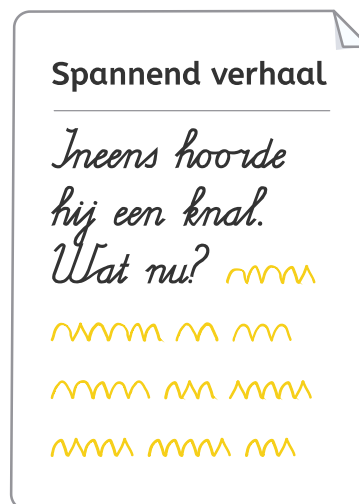 Spannend verhaal
Ineens hoorde
hij een knal.
Wat nu?